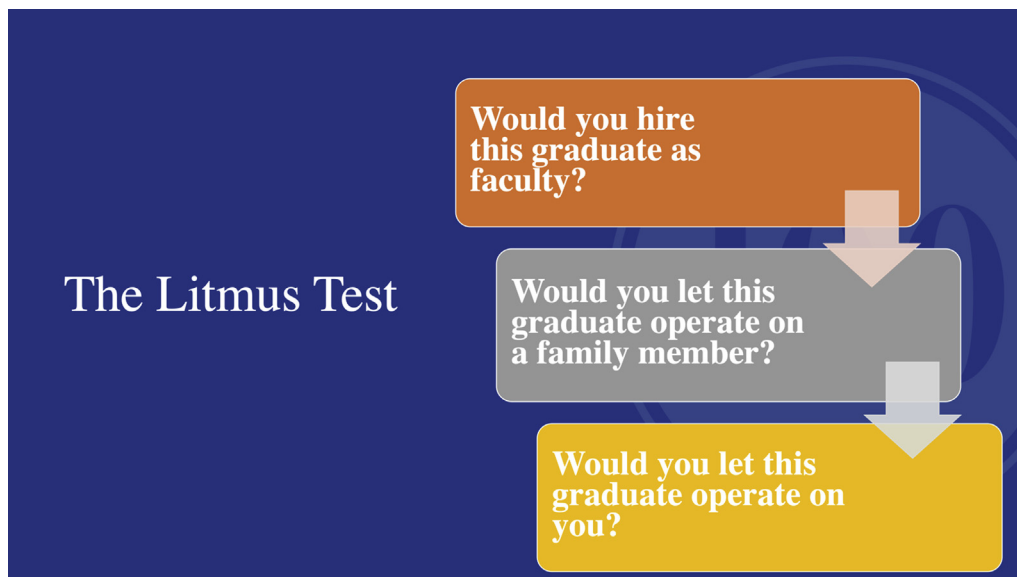 The Litmus Test
Would you hire
this graduate as
faculty?
Would you let this
graduate operate on
a family member?
Would you let this
graduate operate on
you?